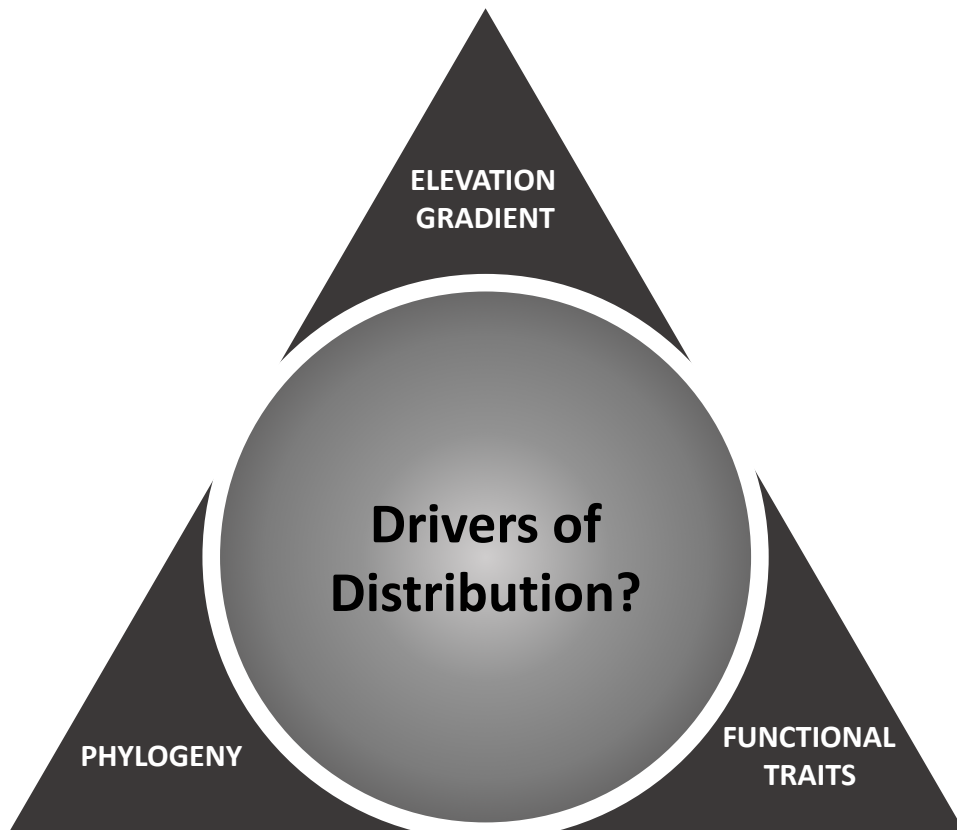 ELEVATION
GRADIENT
Drivers of
Distribution?
PHYLOGENY
FUNCTIONAL
TRAITS